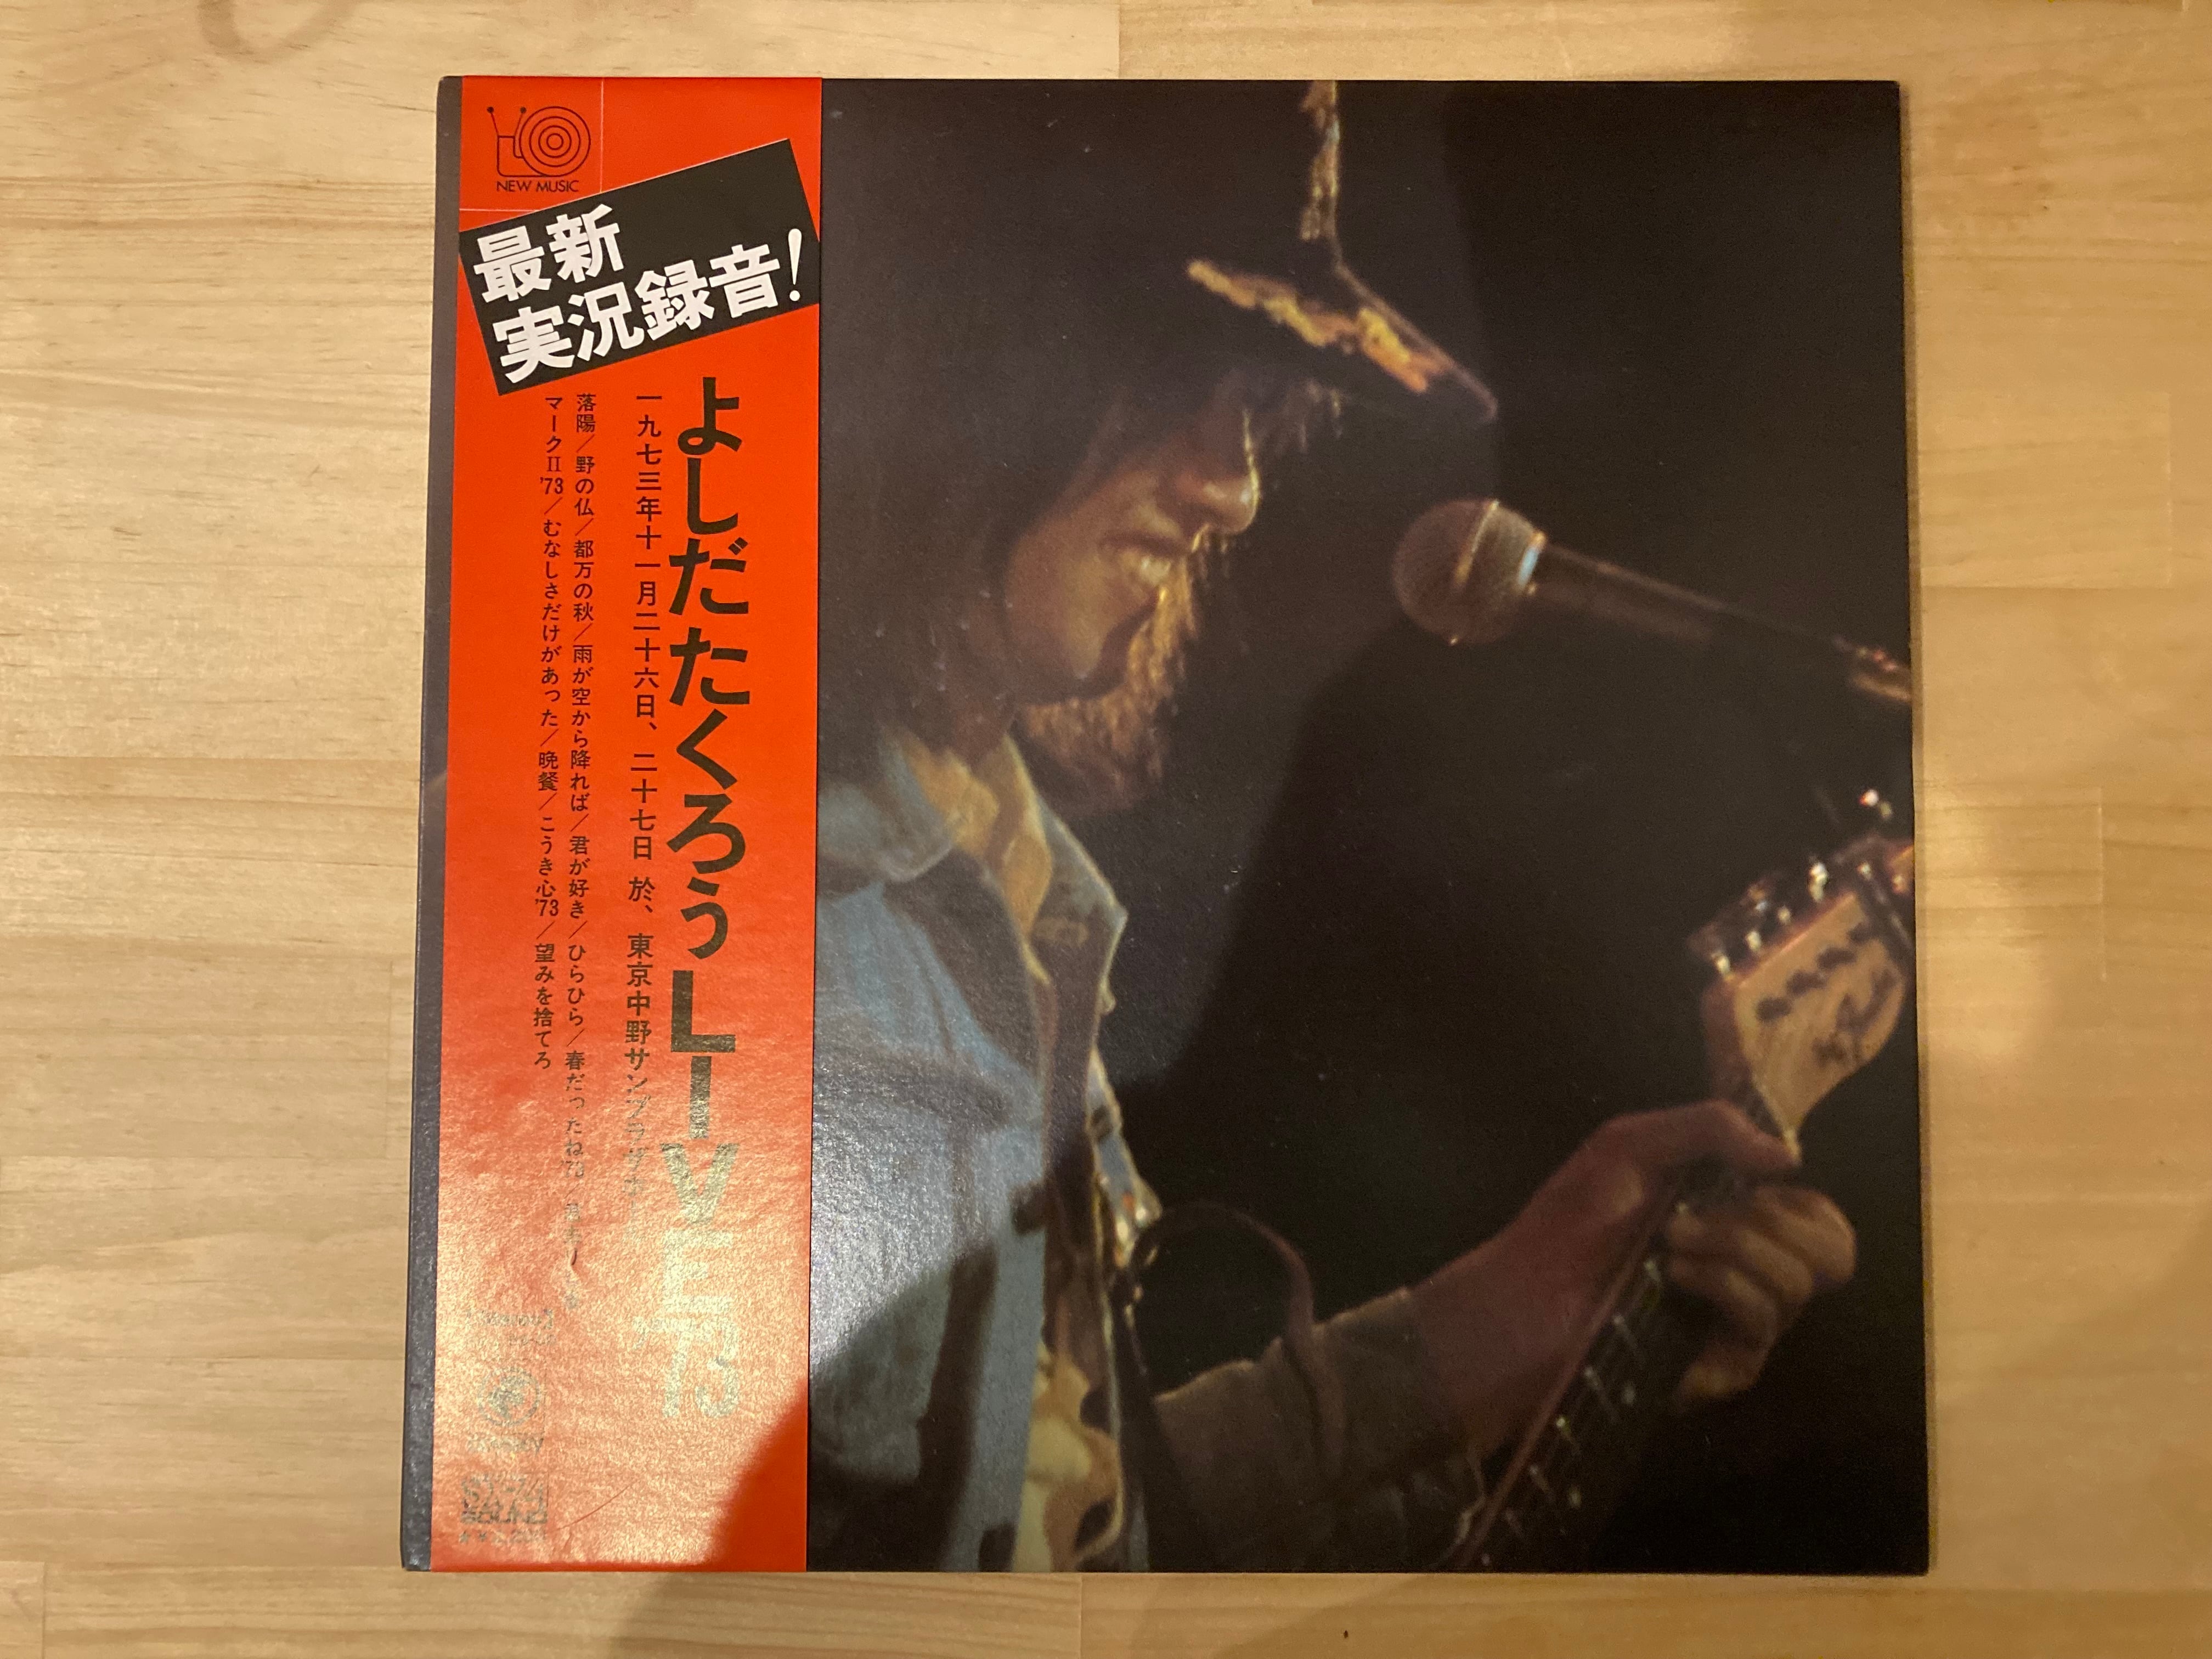 NEW MUSIC
最新
実況録音!
よしだたくろう LIVE '73
一九七三年十一月二十六日、二十七日 於、東京中野サンプラザホール
落陽/野の仏/都万の秋/雨が空から降れば/君が好き/ひらひら/春だったね'73
マークII'73/むなしさだけがあった/晩餐/こうき心'73/望みを捨てろ
SOUND